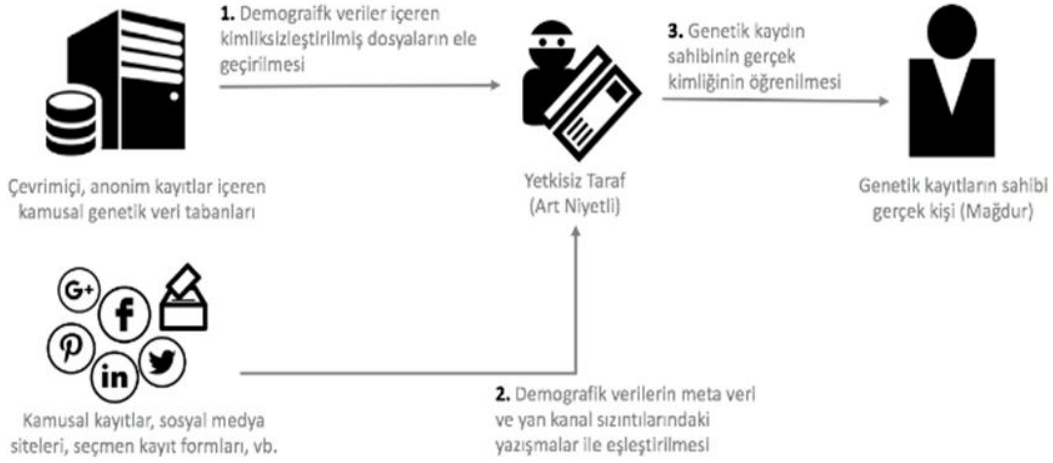 1. Demograifk veriler içeren
kimliksizleştirilmiş dosyaların ele
geçirilmesi
3. Genetik kaydın
sahibinin gerçek
kimliğinin öğrenilmesi
Çevrimiçi, anonim kayıtlar içeren
kamusal genetik veri tabanları
Yetkisiz Taraf
(Art Niyetli)
Genetik kayıtların sahibi
gerçek kişi (Mağdur)
G+
f
in
Kamusal kayıtlar, sosyal medya
siteleri, seçmen kayıt formları, vb.
2. Demografik verilerin meta veri
ve yan kanal sızıntılarındaki
yazışmalar ile eşleştirilmesi